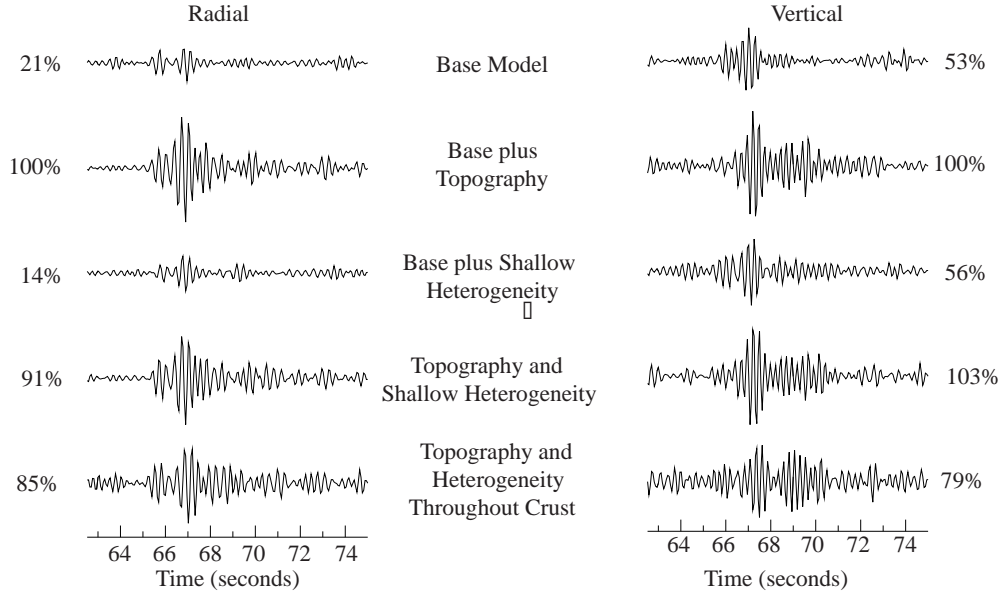 Radial
Vertical
21%
Base Model
53%
100%
Base plus
Topography
100%
14%
Base plus Shallow
Heterogeneity
56%
91%
Topography and
Shallow Heterogeneity
103%
85%
Topography and
Heterogeneity
Throughout Crust
79%
64 66 68 70 72 74
Time (seconds)
64 66 68 70 72 74
Time (seconds)